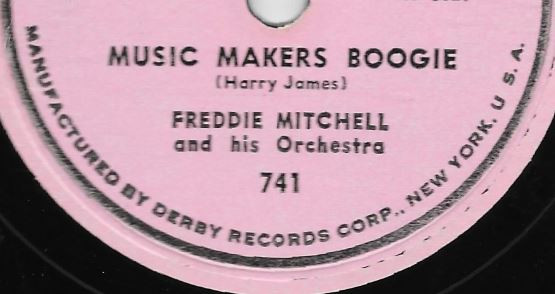 MUSIC MAKERS BOOGIE
(Harry James)
FREDDIE MITCHELL
and his Orchestra
741
MANUFACTURED BY DERBY RECORDS CORP., NEW YORK, U S. A.